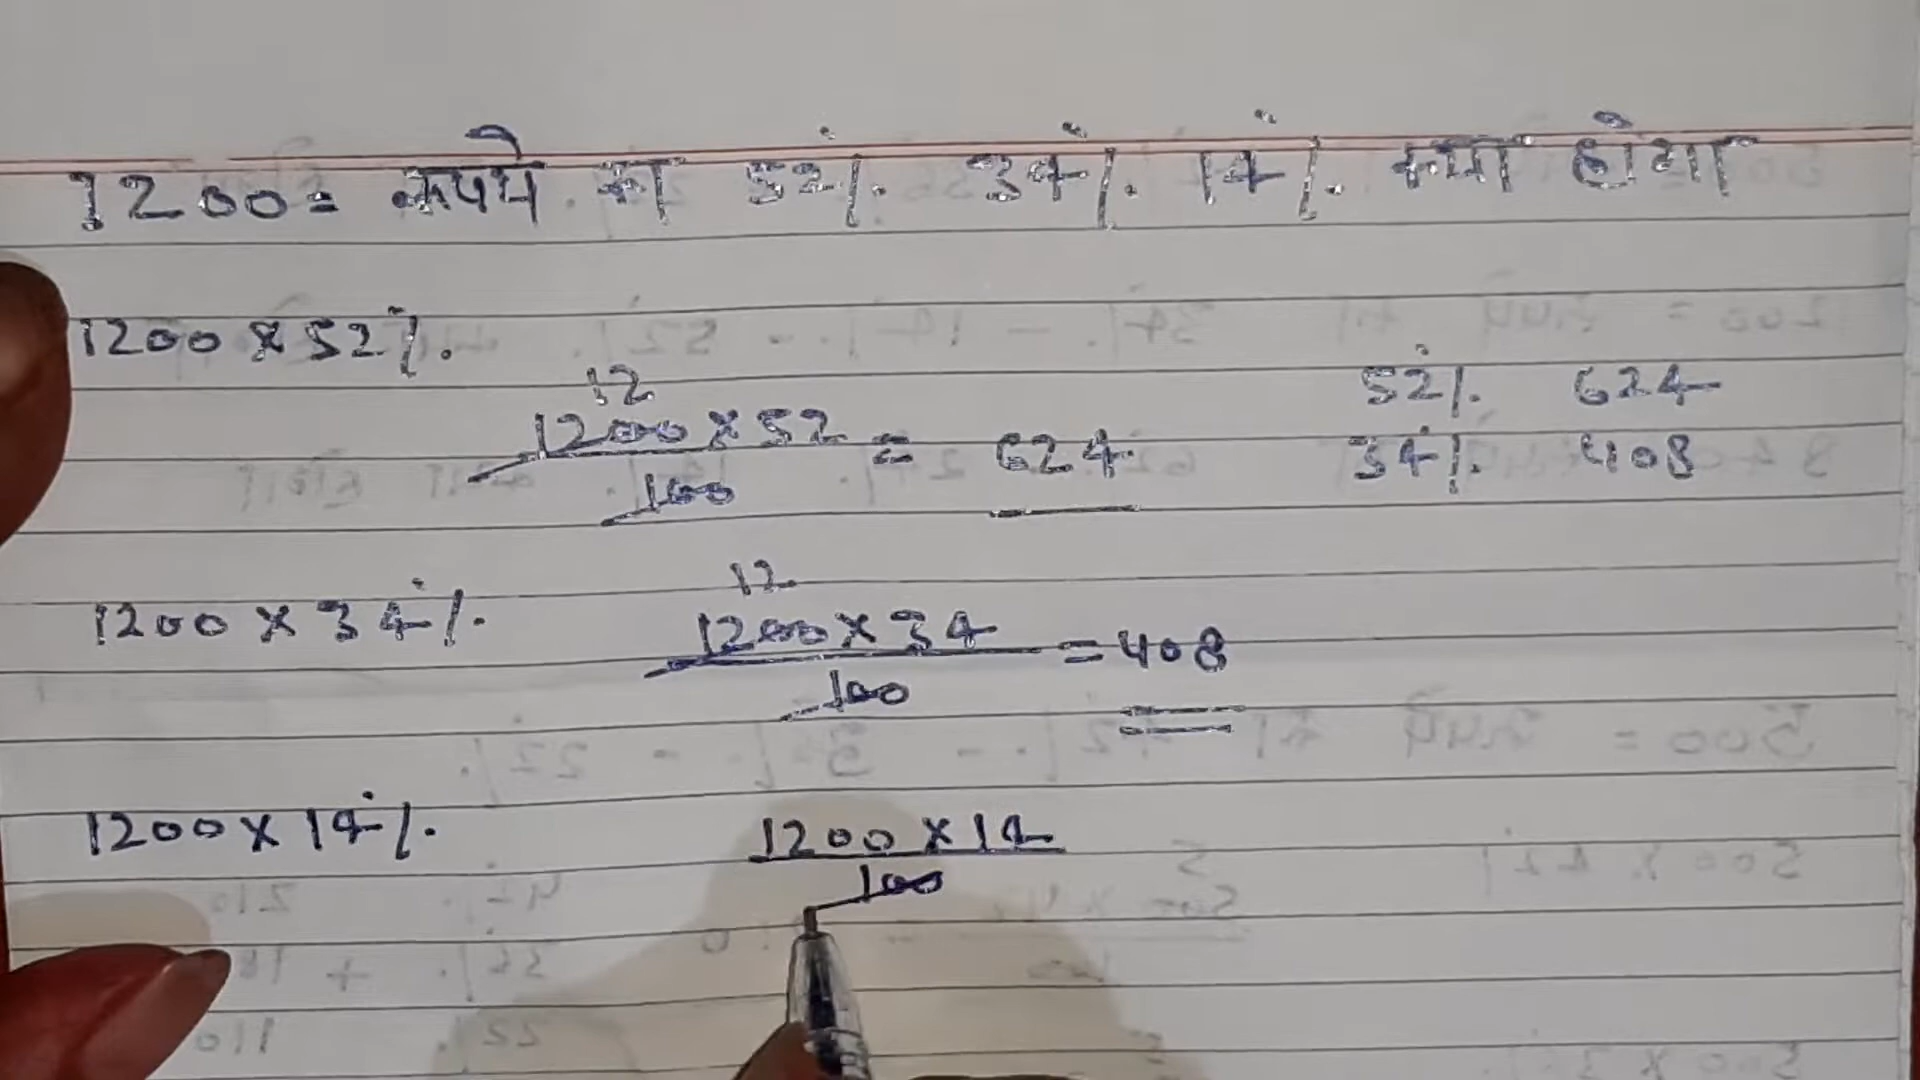 1200= रूपये का 52%. 34%. 14%. क्या होगा
1200 x 52%.
12
1200 x 52
100
= 624
52%. 624
34%. 408
1200 x 34%.
12
1200 x 34
100
= 408
1200 x 14%.
1200 x 14
100